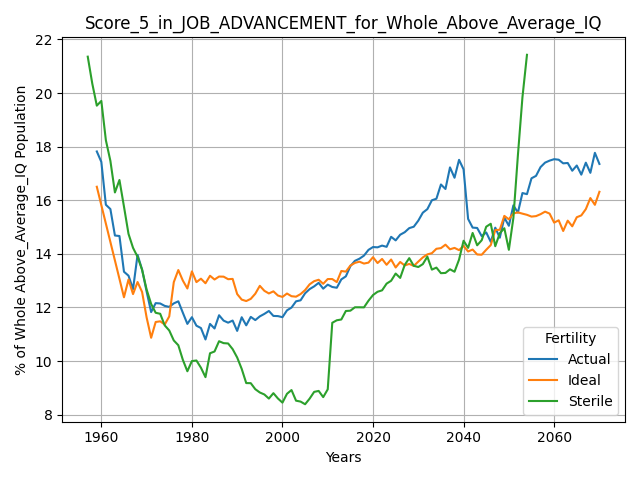 Score_5_in_JOB_ADVANCEMENT_for_Whole_Above_Average_IQ
% of Whole Above_Average_IQ Population
22
20
18
16
14
12
10
8
1960
1980
2000
2020
2040
2060
Years
Fertility
Actual
Ideal
Sterile